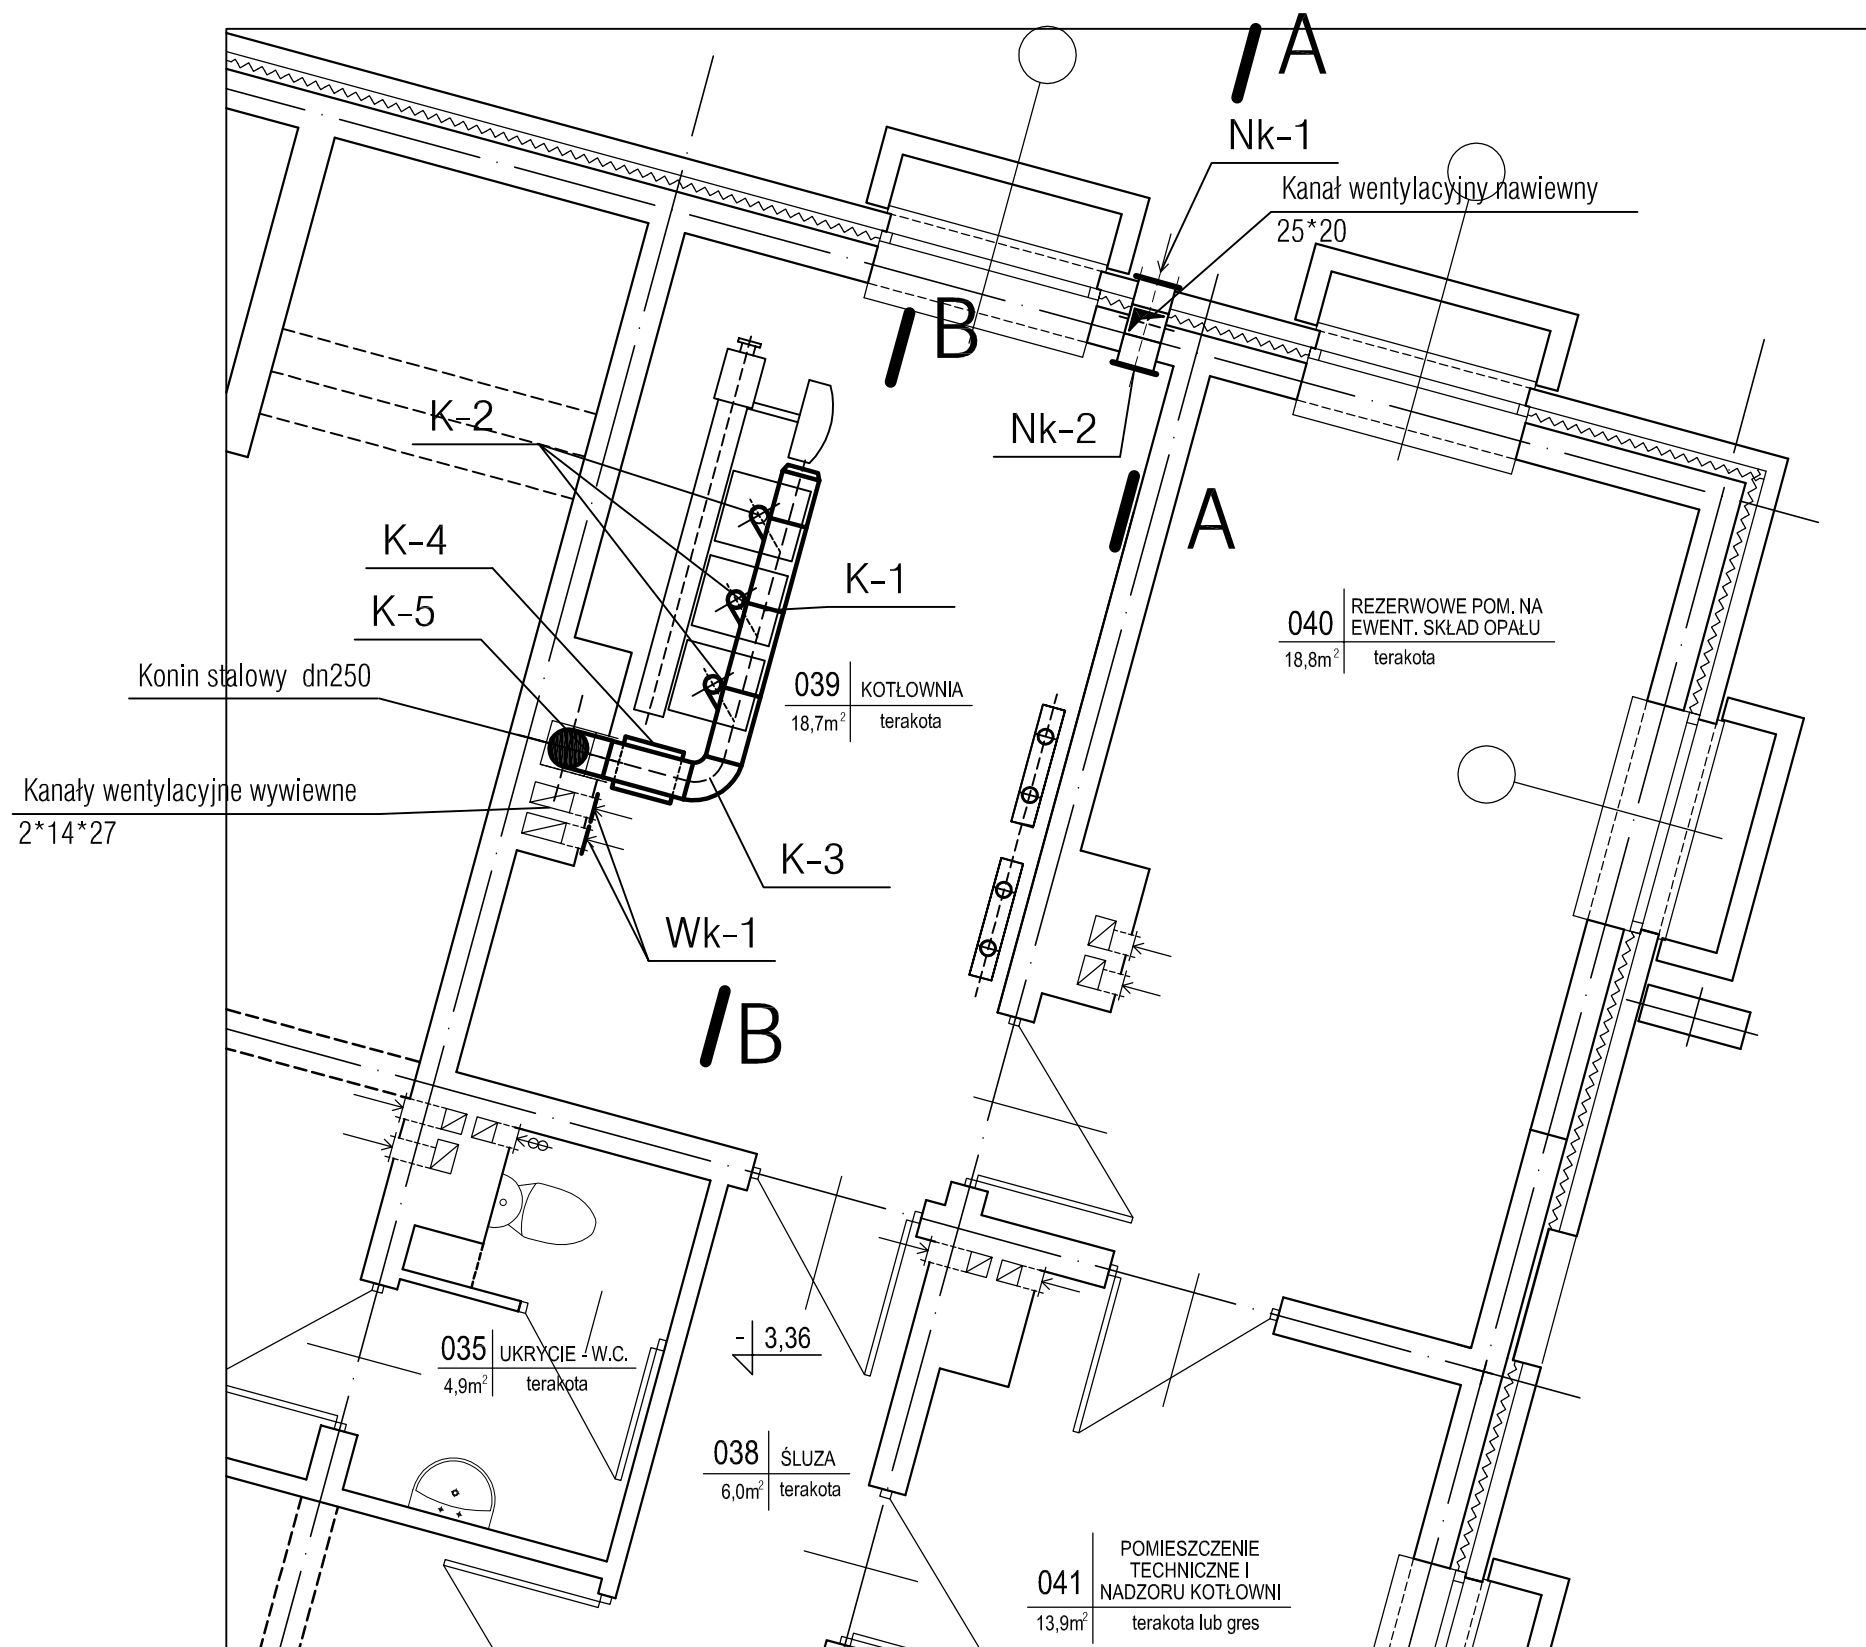 A
Nk-1
Kanał wentylacyjny nawiewny
25*20
B
K-2
Nk-2
A
K-4
K-1
K-5
040 REZERWOWE POM. NA
EWENT. SKŁAD OPAŁU
18,8m² terakota
Konin stalowy dn250
039 KOTŁOWNIA
18,7m² terakota
Kanały wentylacyjne wywiewne
2*14*27
K-3
Wk-1
B
- 3,36
035 UKRYCIE - W.C.
4,9m² terakota
038 ŚLUZA
6,0m² terakota
POMIESZCZENIE
TECHNICZNE I
041 NADZORU KOTŁOWNI
13,9m² terakota lub gres